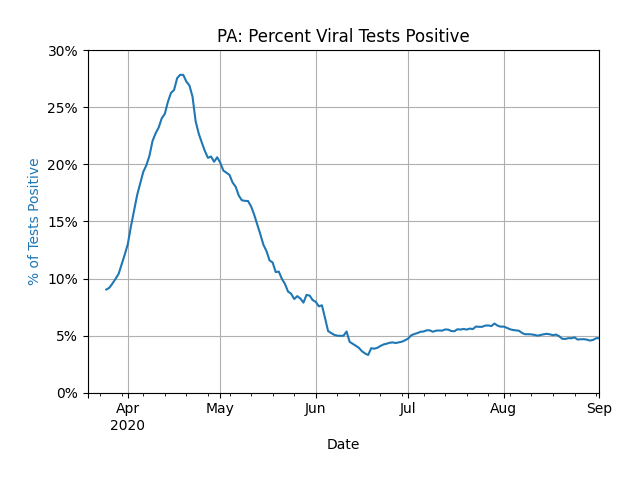 PA: Percent Viral Tests Positive
30%
25%
20%
15%
10%
5%
0%
% of Tests Positive
Apr
2020
May
Jun
Jul
Aug
Sep
Date